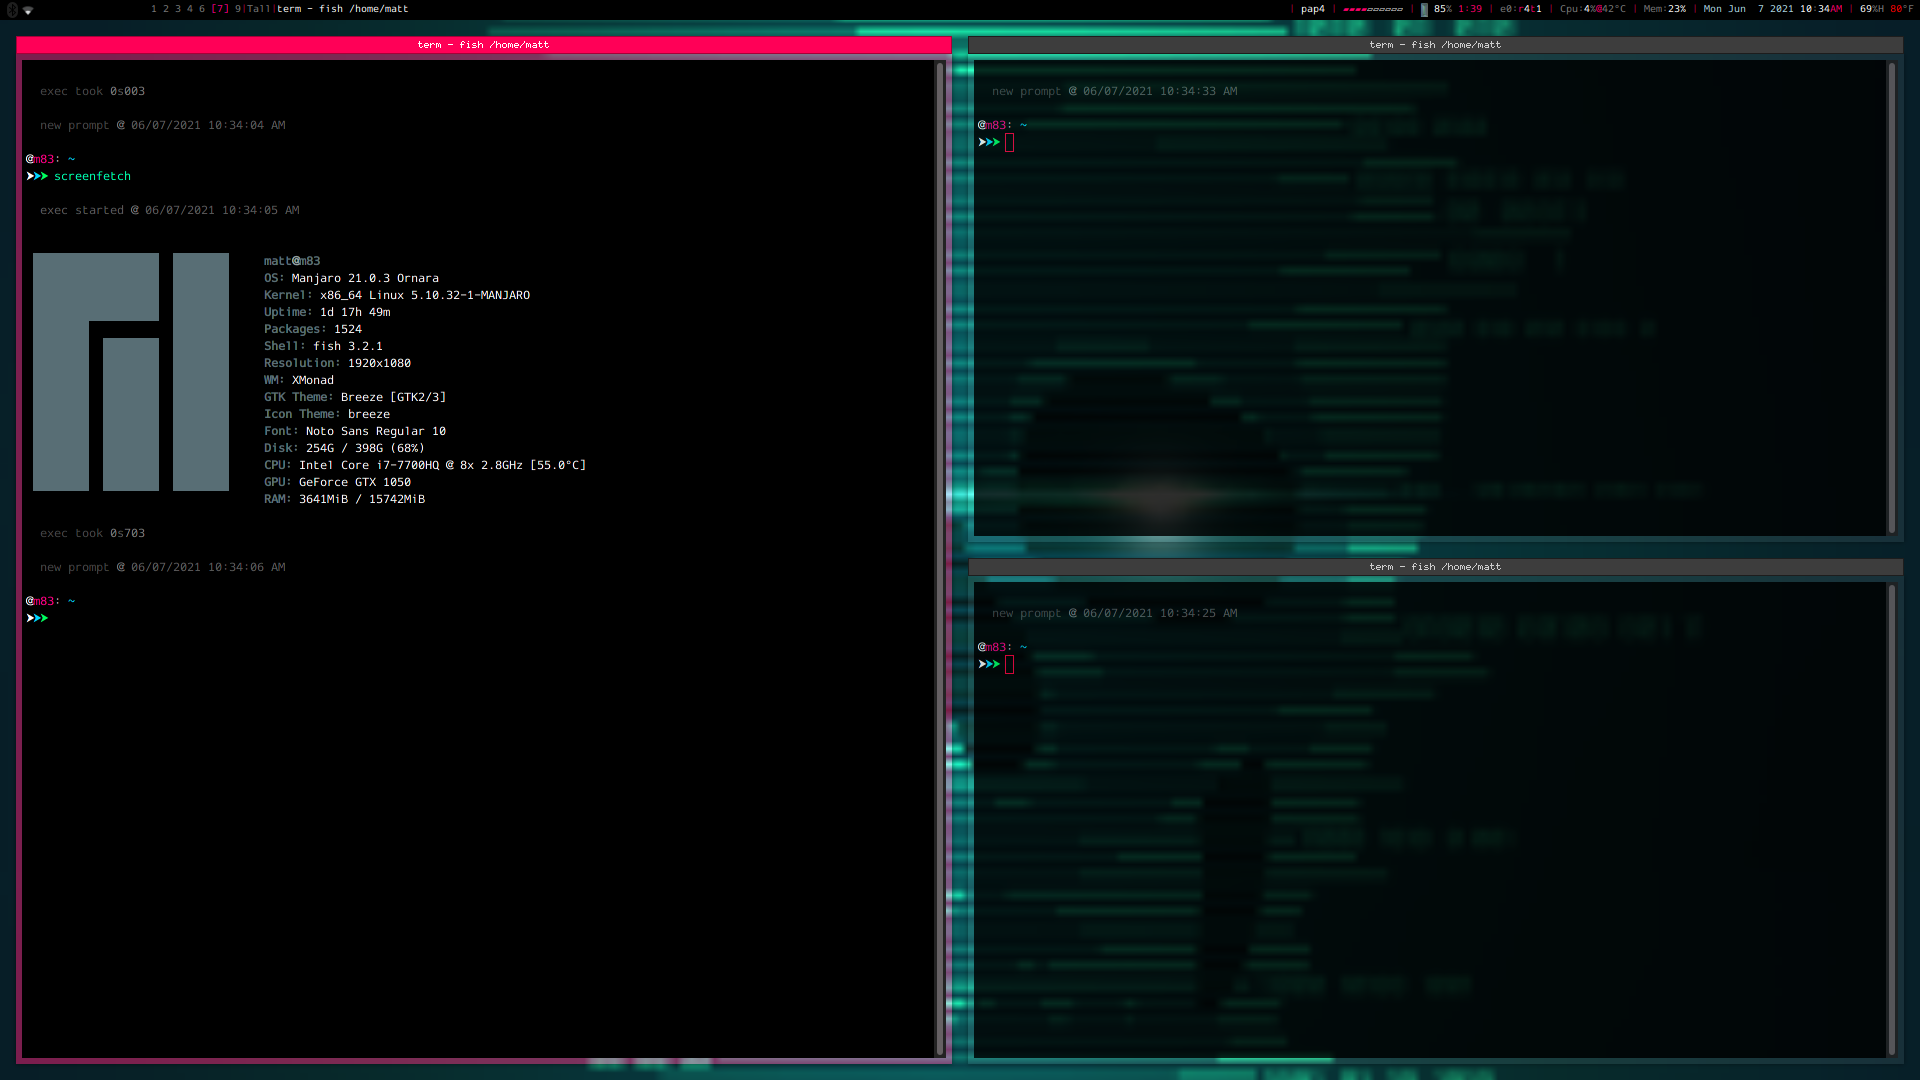 1 2 3 4 6 [7] 9|Tall|term - fish /home/matt
| pap4 | | 85% 1:39 | e0:r4t1 | Cpu:4%@42°C | Mem:23% | Mon Jun 7 2021 10:34AM | 69%H 80°F
term - fish /home/matt
exec took 0s003
new prompt @ 06/07/2021 10:34:04 AM
@m83: ~
➤➤➤ screenfetch
exec started @ 06/07/2021 10:34:05 AM
matt@m83
OS: Manjaro 21.0.3 Ornara
Kernel: x86_64 Linux 5.10.32-1-MANJARO
Uptime: 1d 17h 49m
Packages: 1524
Shell: fish 3.2.1
Resolution: 1920x1080
WM: XMonad
GTK Theme: Breeze [GTK2/3]
Icon Theme: breeze
Font: Noto Sans Regular 10
Disk: 254G / 398G (68%)
CPU: Intel Core i7-7700HQ @ 8x 2.8GHz [55.0°C]
GPU: GeForce GTX 1050
RAM: 3641MiB / 15742MiB
exec took 0s703
new prompt @ 06/07/2021 10:34:06 AM
@m83: ~
➤➤➤
term - fish /home/matt
new prompt @ 06/07/2021 10:34:33 AM
@m83: ~
➤➤➤
term - fish /home/matt
new prompt @ 06/07/2021 10:34:25 AM
@m83: ~
➤➤➤